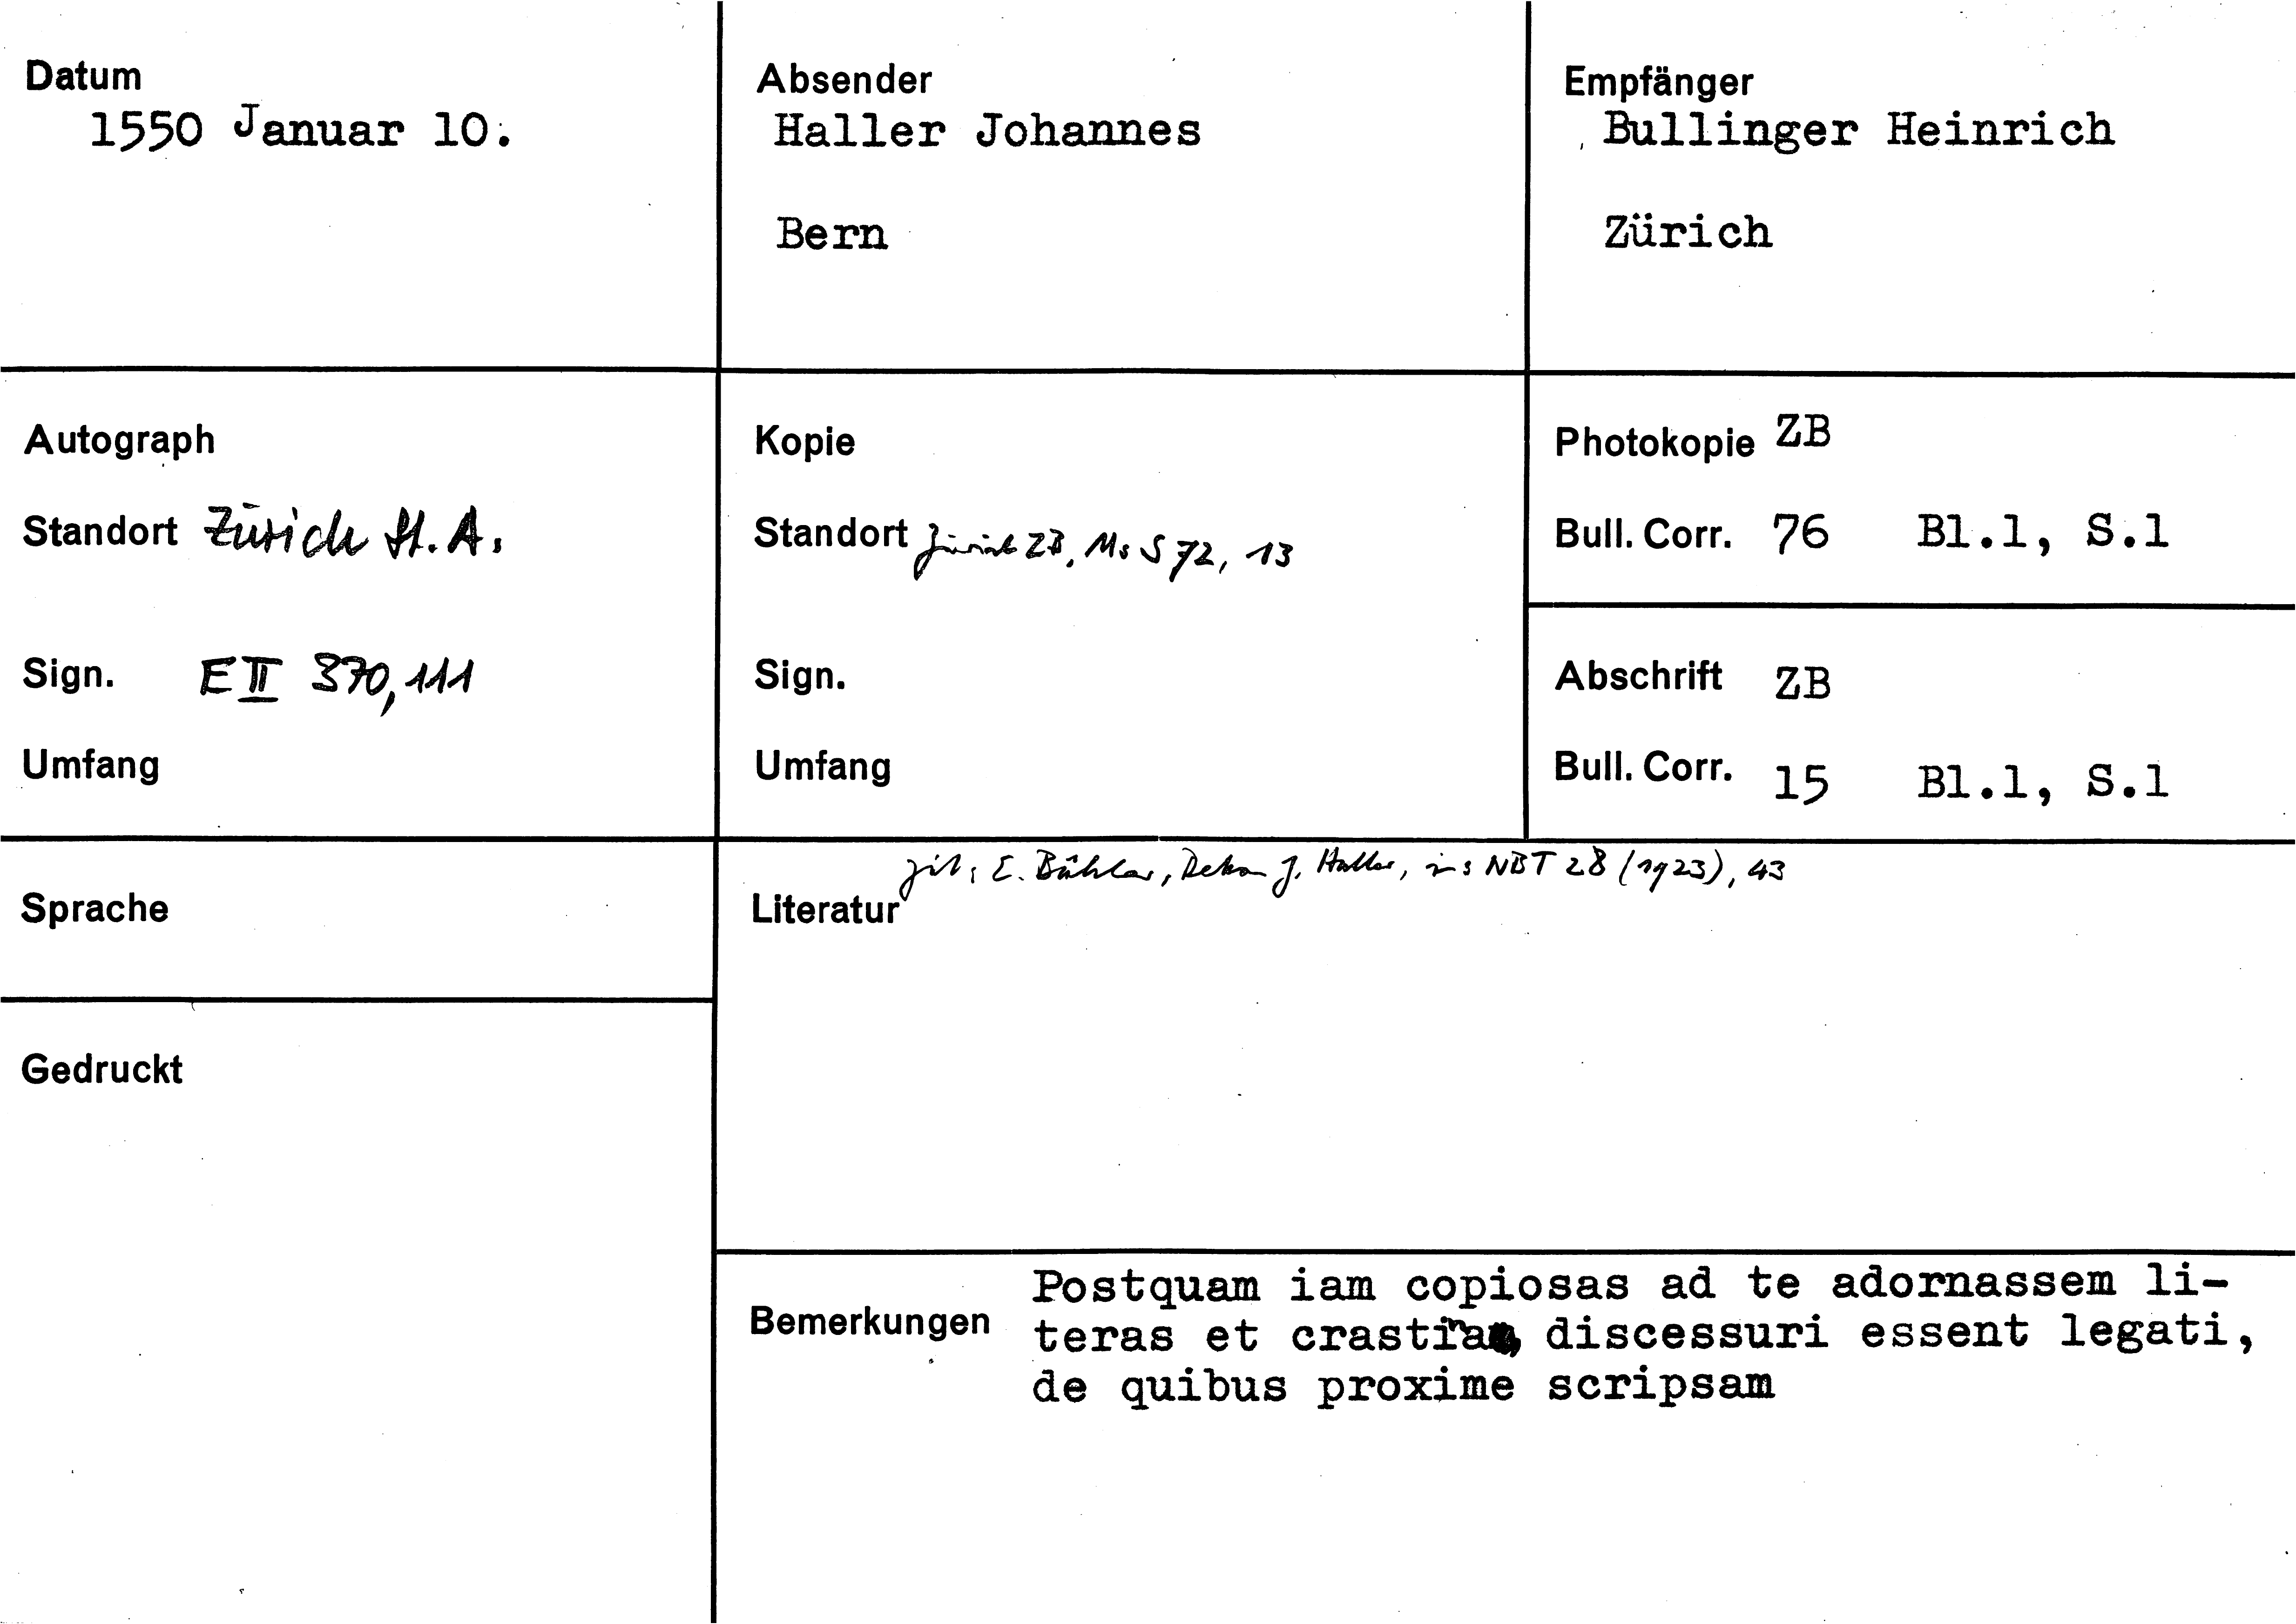 Datum
1550 Januar 10.
Absender
Haller Johannes
Bern
Empfänger
Bullinger Heinrich
Zürich
Autograph
Standort Zürich St. A.
Sign. E II 370, 111
Umfang
Kopie
Standort Zürich ZB, Ms S 72, 13
Sign.
Umfang
Photokopie ZB
Bull. Corr. 76 Bl.1, S.1
Abschrift ZB
Bull. Corr. 15 Bl.1, S.1
Sprache
Gedruckt
zit: E. Bähler, Dekan J. Haller, in: NBT 28 (1923), 43
Literatur
Bemerkungen
Postquam iam copiosas ad te adornassem li-
teras et discessuri essent legati,
de quibus proxime scripsam